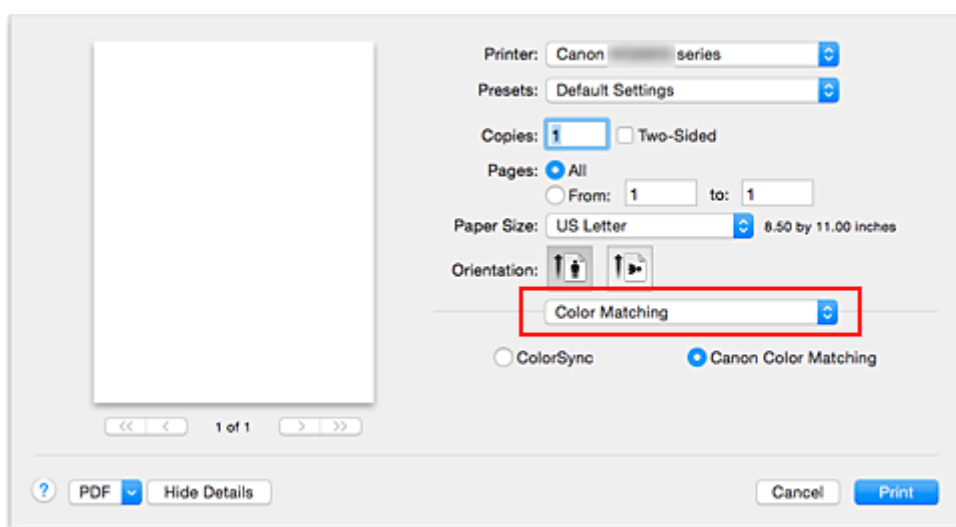 Printer: Canon series
Presets: Default Settings
Copies: 1 Two-Sided
Pages: All
From: 1 to: 1
Paper Size: US Letter 8.50 by 11.00 inches
Orientation:
Color Matching
ColorSync Canon Color Matching
<< < 1 of 1 > >>
? PDF Hide Details Cancel Print